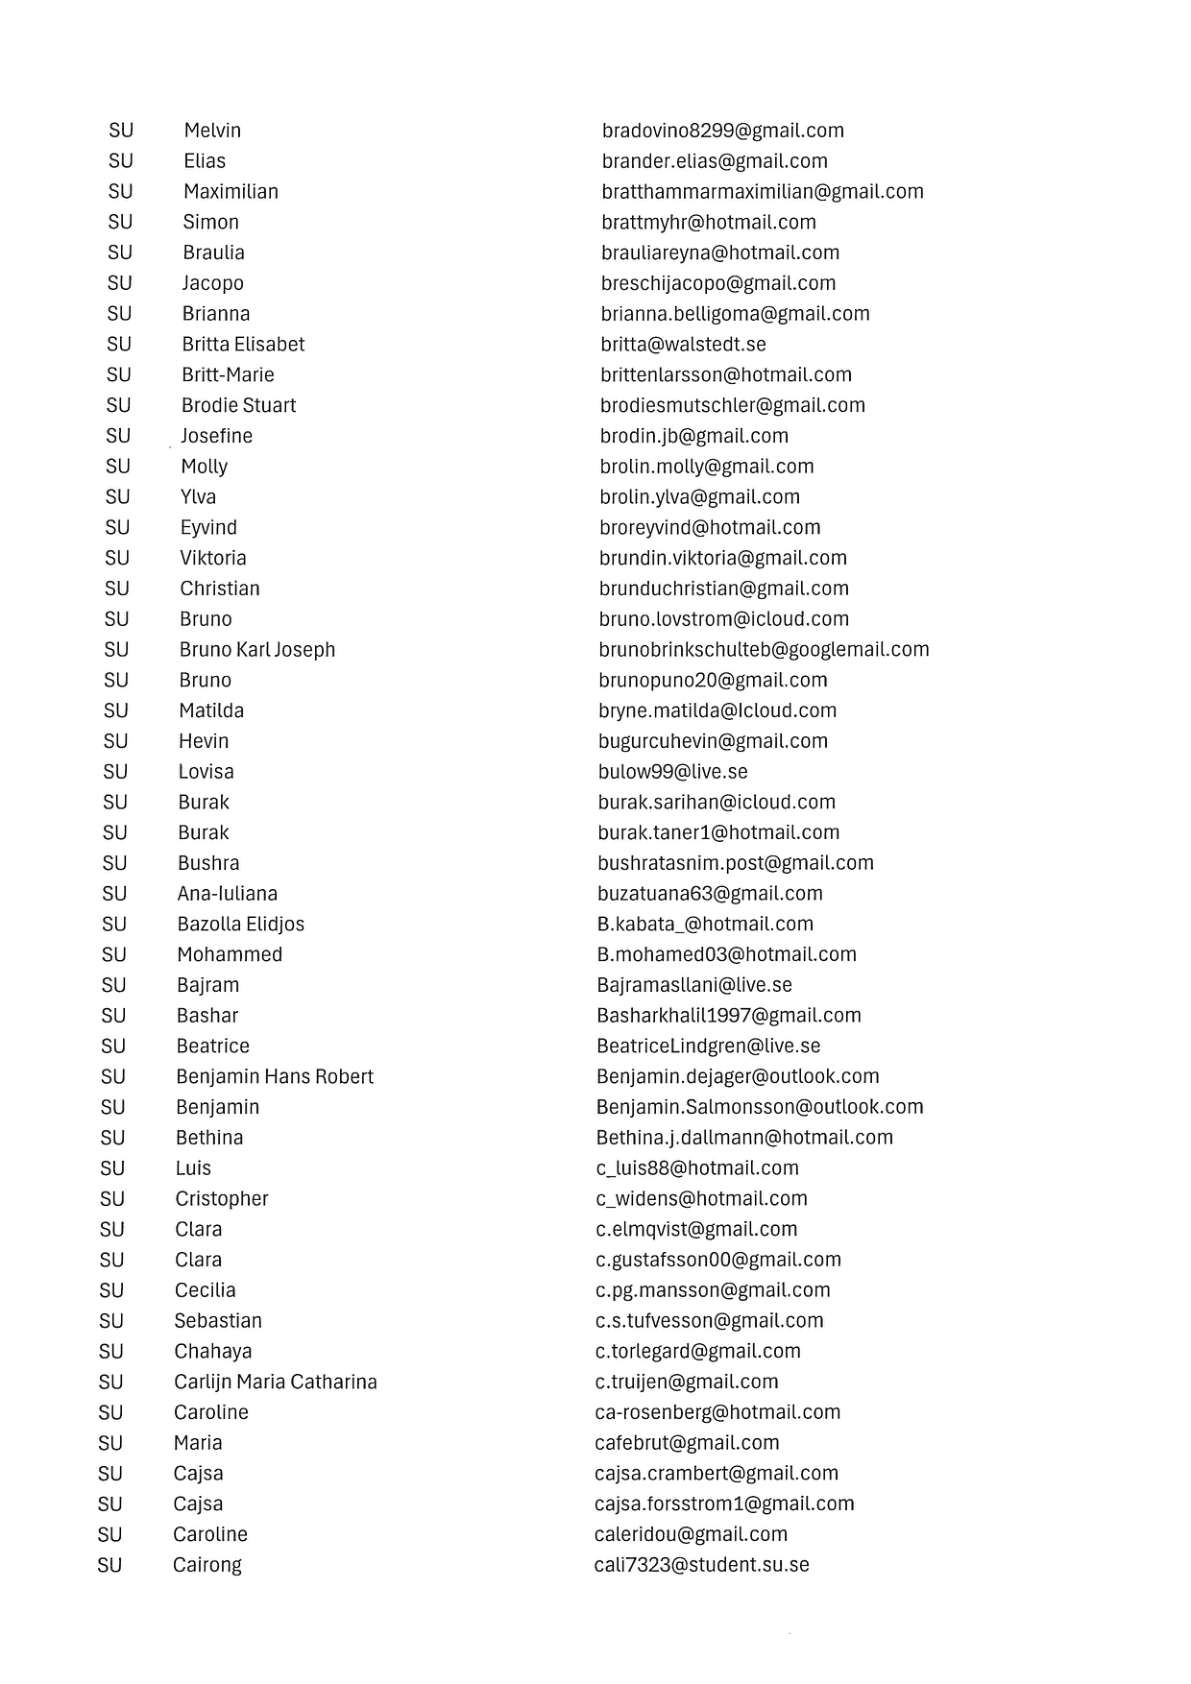 SU Melvin bradovino8299@gmail.com
SU Elias brander.elias@gmail.com
SU Maximilian bratthammarmaximilian@gmail.com
SU Simon brattmyhr@hotmail.com
SU Braulia brauliareyna@hotmail.com
SU Jacopo breschijacopo@gmail.com
SU Brianna brianna.belligoma@gmail.com
SU Britta Elisabet britta@walstedt.se
SU Britt-Marie brittenlarsson@hotmail.com
SU Brodie Stuart brodiesmutschler@gmail.com
SU Josefine brodin.jb@gmail.com
SU Molly brolin.molly@gmail.com
SU Ylva brolin.ylva@gmail.com
SU Eyvind broreyvind@hotmail.com
SU Viktoria brundin.viktoria@gmail.com
SU Christian brunduchristian@gmail.com
SU Bruno bruno.lovstrom@icloud.com
SU Bruno Karl Joseph brunobrinkschulteb@googlemail.com
SU Bruno brunopuno20@gmail.com
SU Matilda bryne.matilda@Icloud.com
SU Hevin bugurcuhevin@gmail.com
SU Lovisa bulow99@live.se
SU Burak burak.sarihan@icloud.com
SU Burak burak.taner1@hotmail.com
SU Bushra bushratasnim.post@gmail.com
SU Ana-Iuliana buzatuana63@gmail.com
SU Bazolla Elidjos B.kabata_@hotmail.com
SU Mohammed B.mohamed03@hotmail.com
SU Bajram Bajramasllani@live.se
SU Bashar Basharkhalil1997@gmail.com
SU Beatrice BeatriceLindgren@live.se
SU Benjamin Hans Robert Benjamin.dejager@outlook.com
SU Benjamin Benjamin.Salmonsson@outlook.com
SU Bethina Bethina.j.dallmann@hotmail.com
SU Luis c_luis88@hotmail.com
SU Cristopher c_widens@hotmail.com
SU Clara c.elmqvist@gmail.com
SU Clara c.gustafsson00@gmail.com
SU Cecilia c.pg.mansson@gmail.com
SU Sebastian c.s.tufvesson@gmail.com
SU Chahaya c.torlegard@gmail.com
SU Carlijn Maria Catharina c.truijen@gmail.com
SU Caroline ca-rosenberg@hotmail.com
SU Maria cafebrut@gmail.com
SU Cajsa cajsa.crambert@gmail.com
SU Cajsa cajsa.forsstrom1@gmail.com
SU Caroline caleridou@gmail.com
SU Cairong cali7323@student.su.se